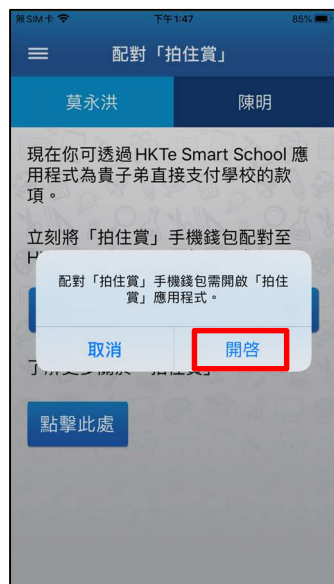 無SIM卡 下午1:47 85%
配對「拍住賞」
莫永洪 陳明
現在你可透過 HKTe Smart School 應
用程式為貴子弟直接支付學校的款
項。
立刻將「拍住賞」手機錢包配對至
配對「拍住賞」手機錢包需開啟「拍住
賞」應用程式。
取消 開啓
了解更多關於「拍住賞」
點擊此處